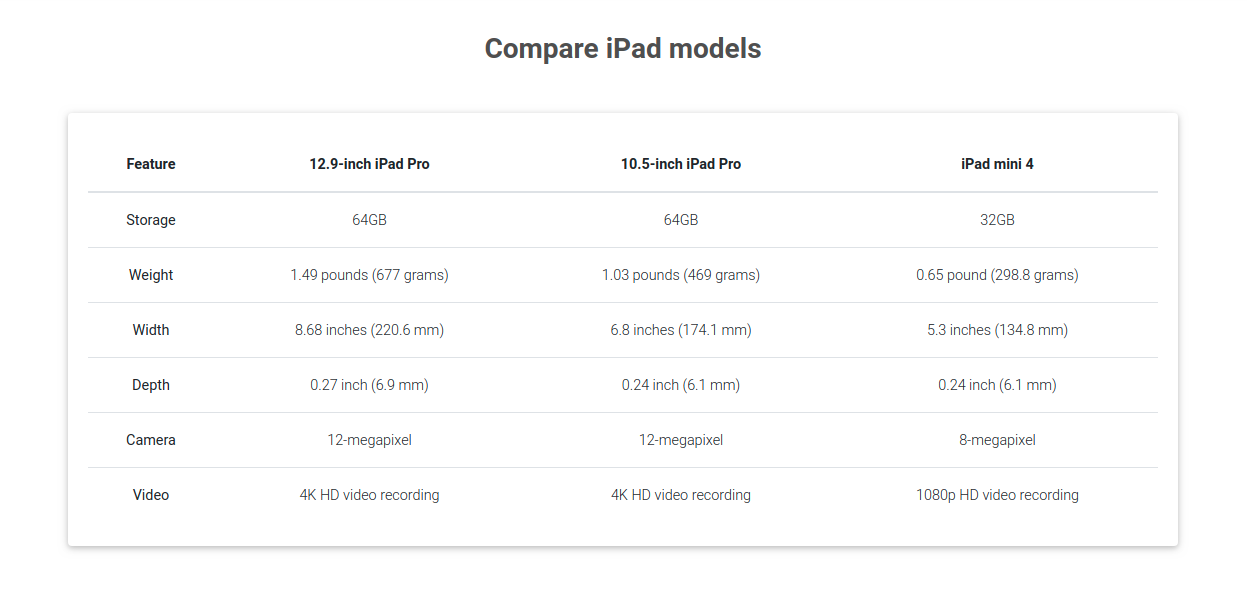 Compare iPad models
Feature 12.9-inch iPad Pro 10.5-inch iPad Pro iPad mini 4
Storage 64GB 64GB 32GB
Weight 1.49 pounds (677 grams) 1.03 pounds (469 grams) 0.65 pound (298.8 grams)
Width 8.68 inches (220.6 mm) 6.8 inches (174.1 mm) 5.3 inches (134.8 mm)
Depth 0.27 inch (6.9 mm) 0.24 inch (6.1 mm) 0.24 inch (6.1 mm)
Camera 12-megapixel 12-megapixel 8-megapixel
Video 4K HD video recording 4K HD video recording 1080p HD video recording